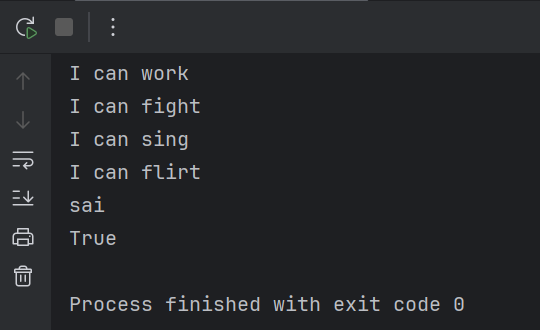 I can work
I can fight
I can sing
I can flirt
sai
True
Process finished with exit code 0